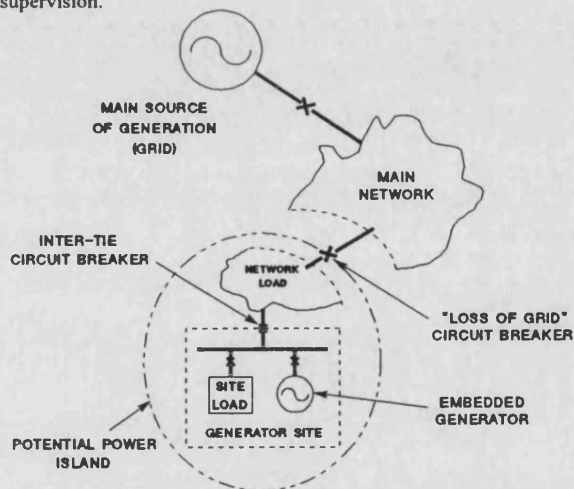 supervision.
MAIN SOURCE
OF GENERATION
(GRID)
MAIN
NETWORK
INTER-TIE
CIRCUIT BREAKER
NETWORK
LOAD
"LOSS OF GRID"
CIRCUIT BREAKER
SITE
LOAD
EMBEDDED
GENERATOR
GENERATOR SITE
POTENTIAL POWER
ISLAND